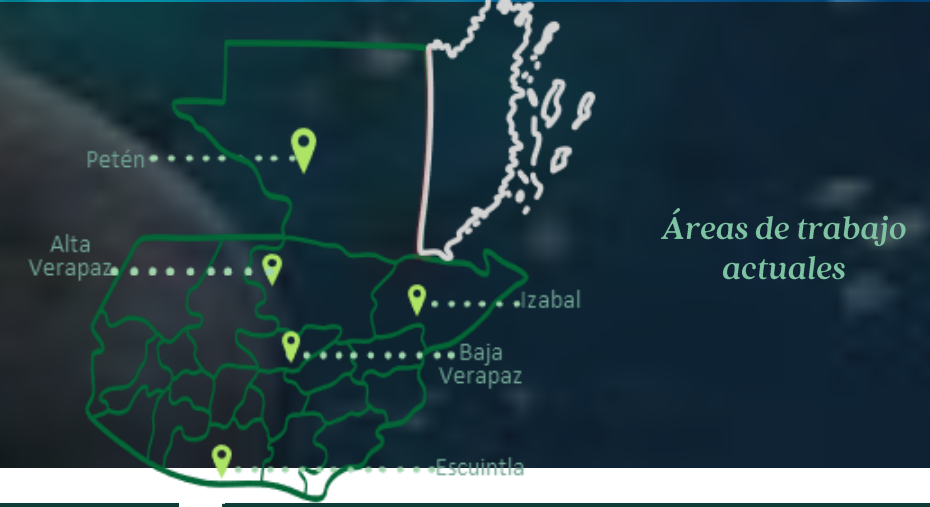 Petén
Alta
Verapaz
Áreas de trabajo
actuales
Izabal
Baja
Verapaz
Escuintla